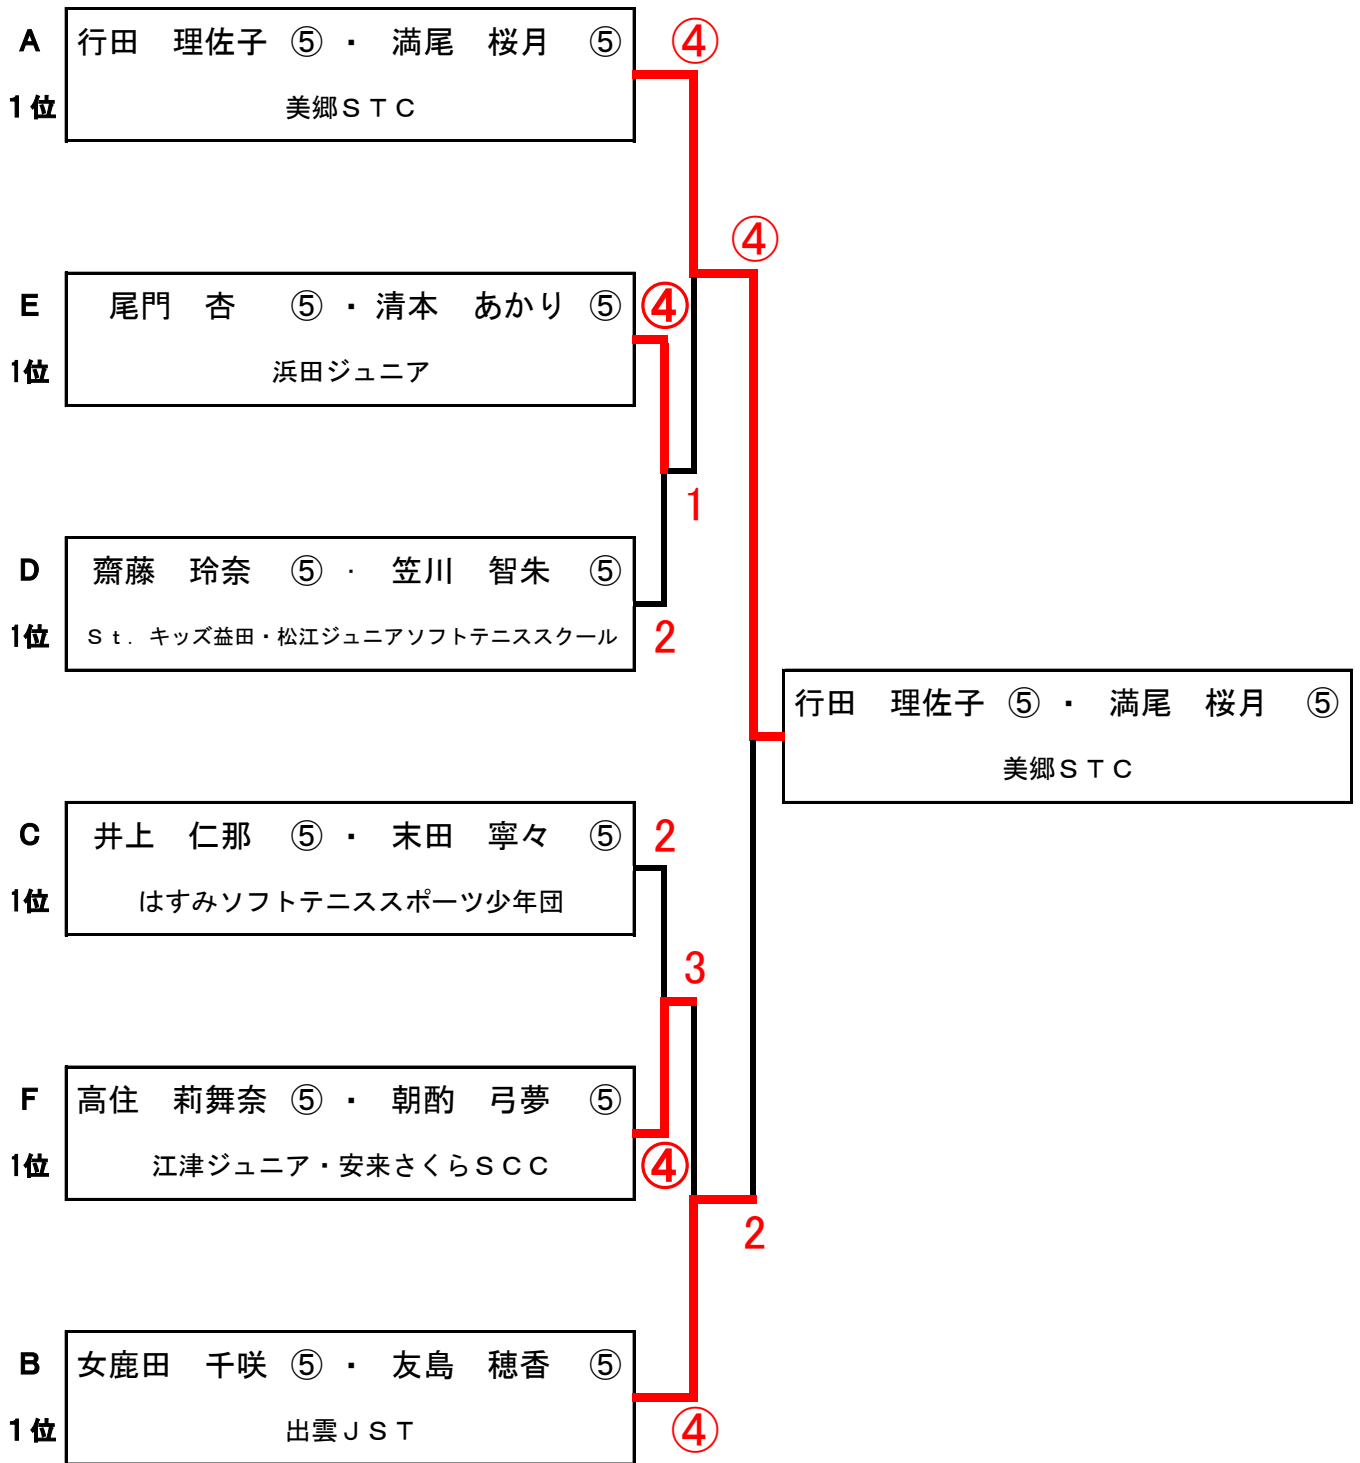 A
行田 理佐子 ⑤ ・ 満尾 桜月 ⑤
④
1位
美郷STC
④
E
尾門 杏 ⑤ ・ 清本 あかり ⑤
④
1位
浜田ジュニア
1
D
齋藤 玲奈 ⑤ ・ 笠川 智朱 ⑤
1位
St.キッズ益田・松江ジュニアソフトテニススクール
2
行田 理佐子 ⑤ ・ 満尾 桜月 ⑤
美郷STC
C
井上 仁那 ⑤ ・ 末田 寧々 ⑤
2
1位
はすみソフトテニススポーツ少年団
3
F
高住 莉舞奈 ⑤ ・ 朝酌 弓夢 ⑤
1位
江津ジュニア・安来さくらSCC
④
2
B
女鹿田 千咲 ⑤ ・ 友島 穂香 ⑤
1位
出雲JST
④